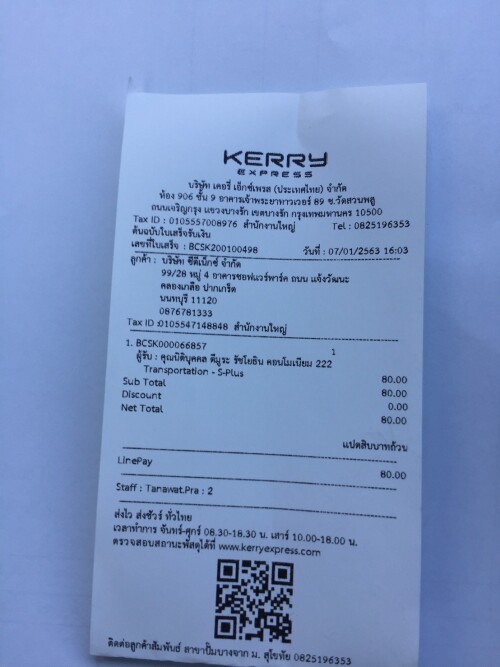 KERRY
EXPRESS
บริษัท เคอรี่ เอ็กซ์เพรส (ประเทศไทย) จำกัด
ห้อง 906 ชั้น 9 อาคารเจ้าพระยาทาวเวอร์ 89 ซ.วัดสวนพลู
ถนนเจริญกรุง แขวงบางรัก เขตบางรัก กรุงเทพมหานคร 10500
Tax ID : 0105557008976 สำนักงานใหญ่ Tel : 0825196353
ต้นฉบับใบเสร็จรับเงิน
เลขที่ใบเสร็จ : BCSK200100498 วันที่ : 07/01/2563 16:03
ลูกค้า : บริษัท ซีดีเน็กซ์ จำกัด
99/28 หมู่ 4 อาคารซอฟแวร์พาร์ค ถนน แจ้งวัฒนะ
คลองเกลือ ปากเกร็ด
นนทบุรี 11120
0876781333
Tax ID :0105547148848 สำนักงานใหญ่
1. BCSK000066857 1
ผู้รับ : คุณนิติบุคคล ดีมูระ รัชโยธิน คอนโดมิเนียม 222
Transportation - S-Plus 80.00
Sub Total 80.00
Discount 0.00
Net Total 80.00
แปดสิบบาทถ้วน
LinePay 80.00
Staff : Tanawat.Pra : 2
ส่งไว ส่งชัวร์ ทั่วไทย
เวลาทำการ จันทร์-ศุกร์ 08.30-18.30 น. เสาร์ 10.00-18.00 น.
ตรวจสอบสถานะพัสดุได้ที่ www.kerryexpress.com
ติดต่อลูกค้าสัมพันธ์ สาขาปั๊มบางจาก ม. สุโขทัย 0825196353